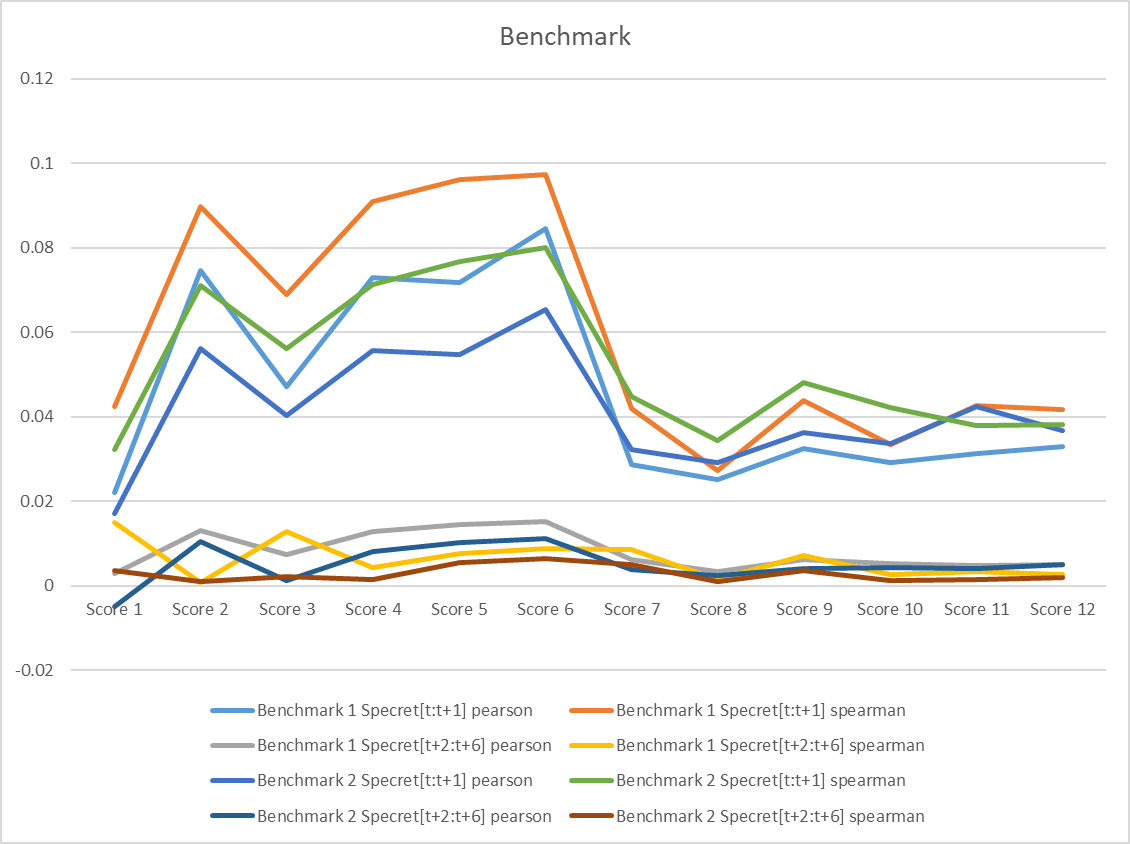 Benchmark
0.12
0.1
0.08
0.06
0.04
0.02
0
Score 1 Score 2 Score 3 Score 4 Score 5 Score 6 Score 7 Score 8 Score 9 Score 10 Score 11 Score 12
-0.02
Benchmark 1 Specret[t:t+1] pearson Benchmark 1 Specret[t:t+1] spearman
Benchmark 1 Specret[t+2:t+6] pearson Benchmark 1 Specret[t+2:t+6] spearman
Benchmark 2 Specret[t:t+1] pearson Benchmark 2 Specret[t:t+1] spearman
Benchmark 2 Specret[t+2:t+6] pearson Benchmark 2 Specret[t+2:t+6] spearman